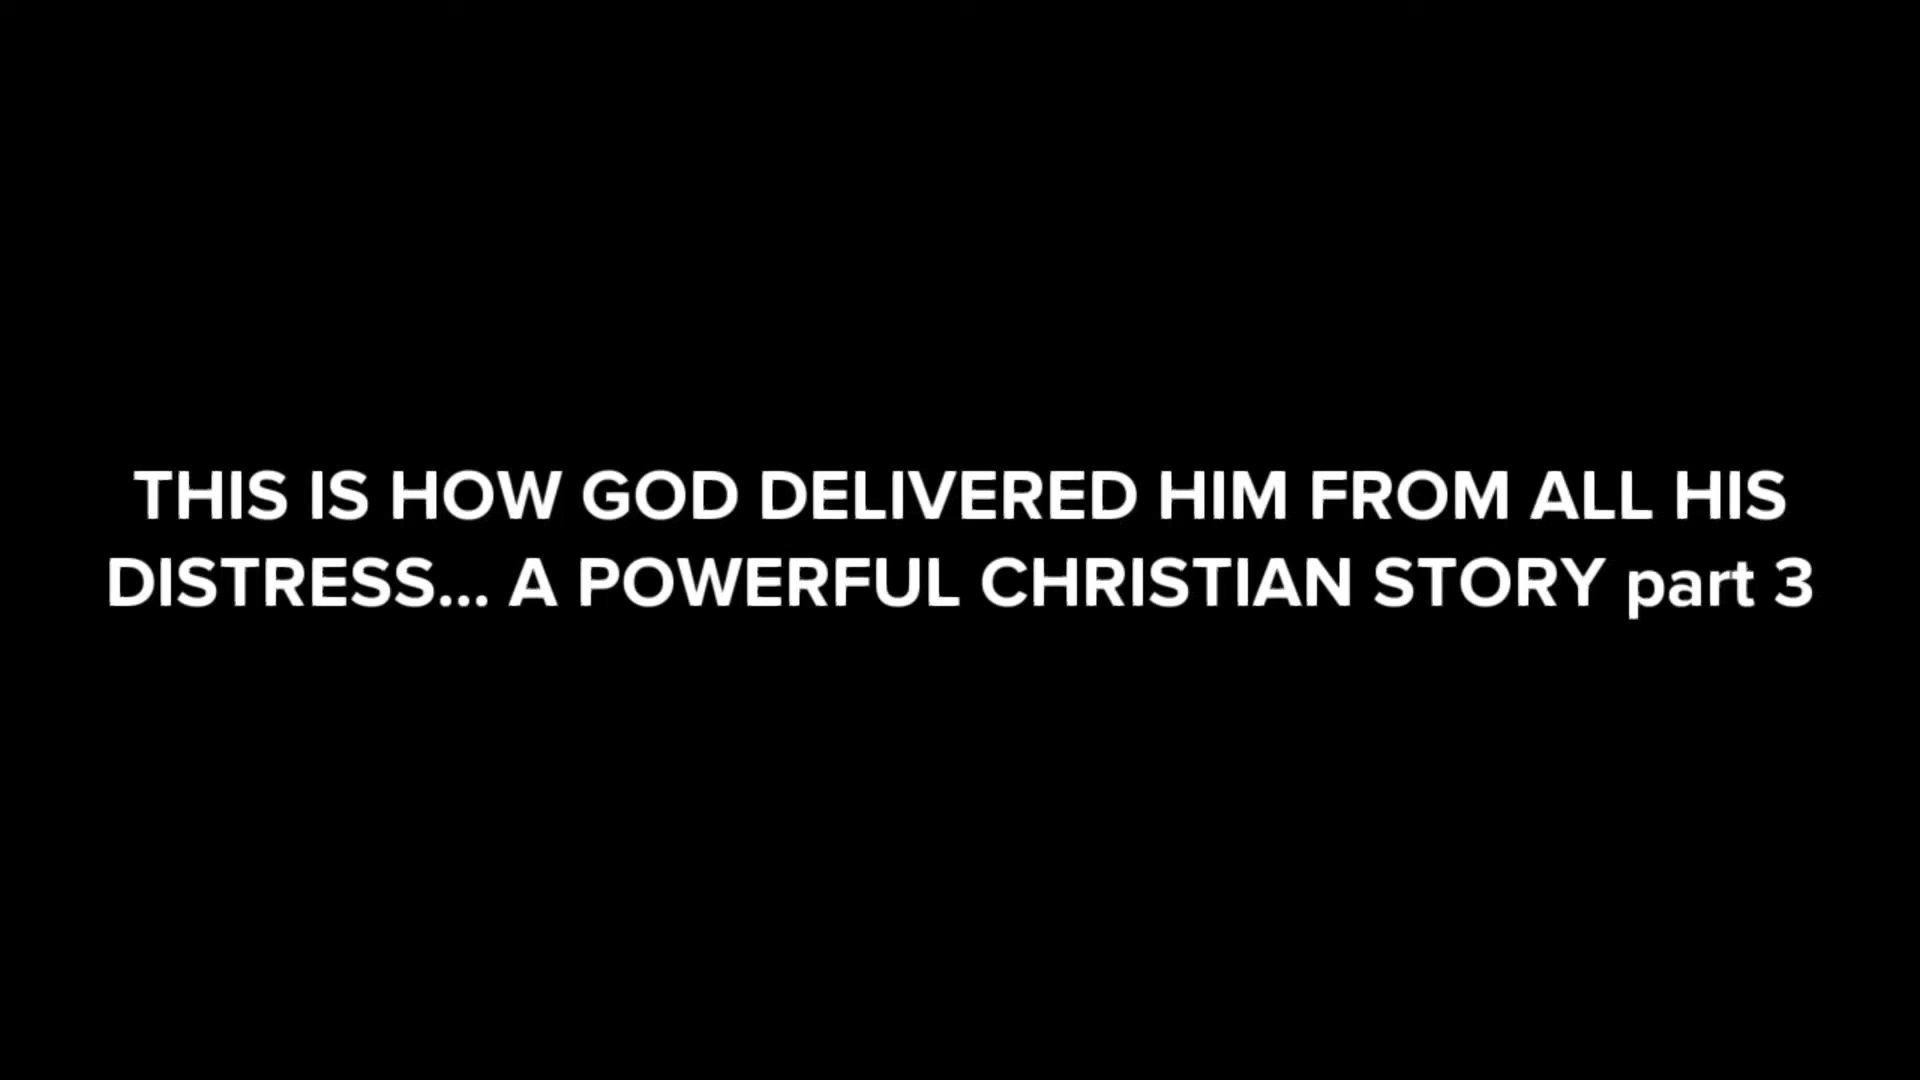 THIS IS HOW GOD DELIVERED HIM FROM ALL HIS
DISTRESS... A POWERFUL CHRISTIAN STORY part 3